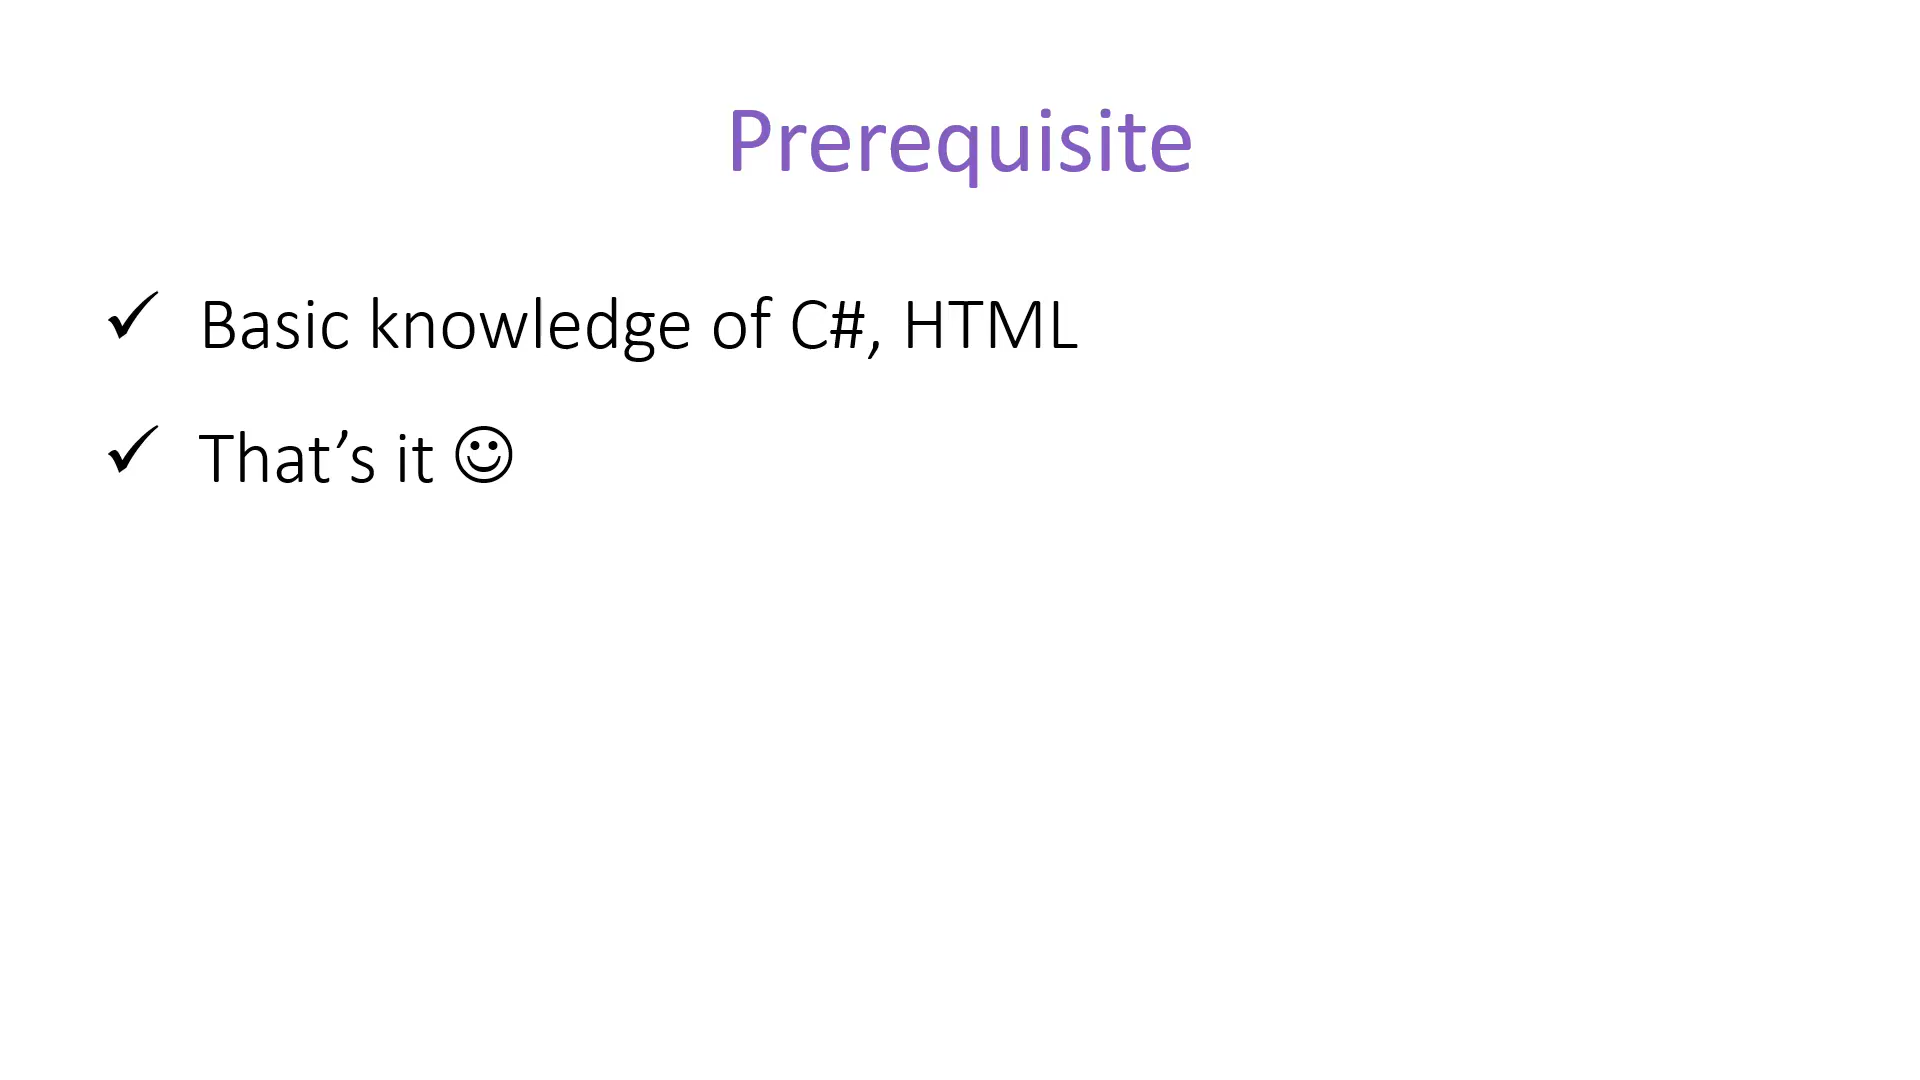 Prerequisite
✓ Basic knowledge of C#, HTML
✓ That’s it ☺